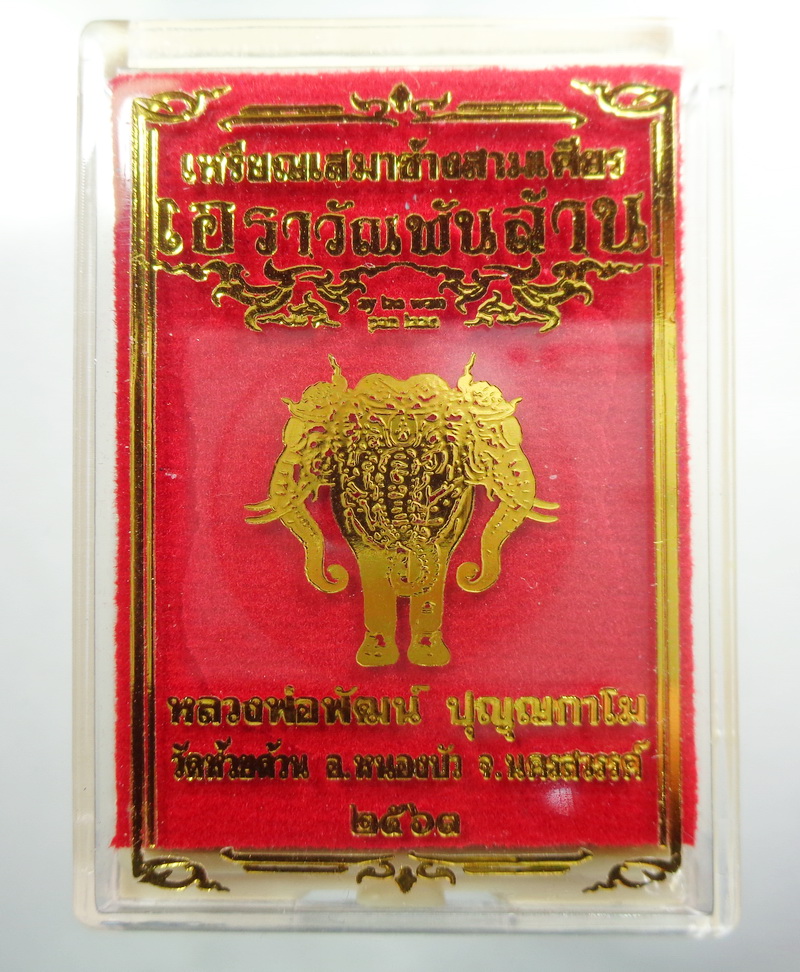 เหรียญเสมาช้างสามเศียร
เอราวัณพันล้าน
หลวงพ่อพัฒน์ ปุญฺญกาโม
วัดห้วยด้วน อ.หนองบัว จ.นครสวรรค์
๒๕๖๓